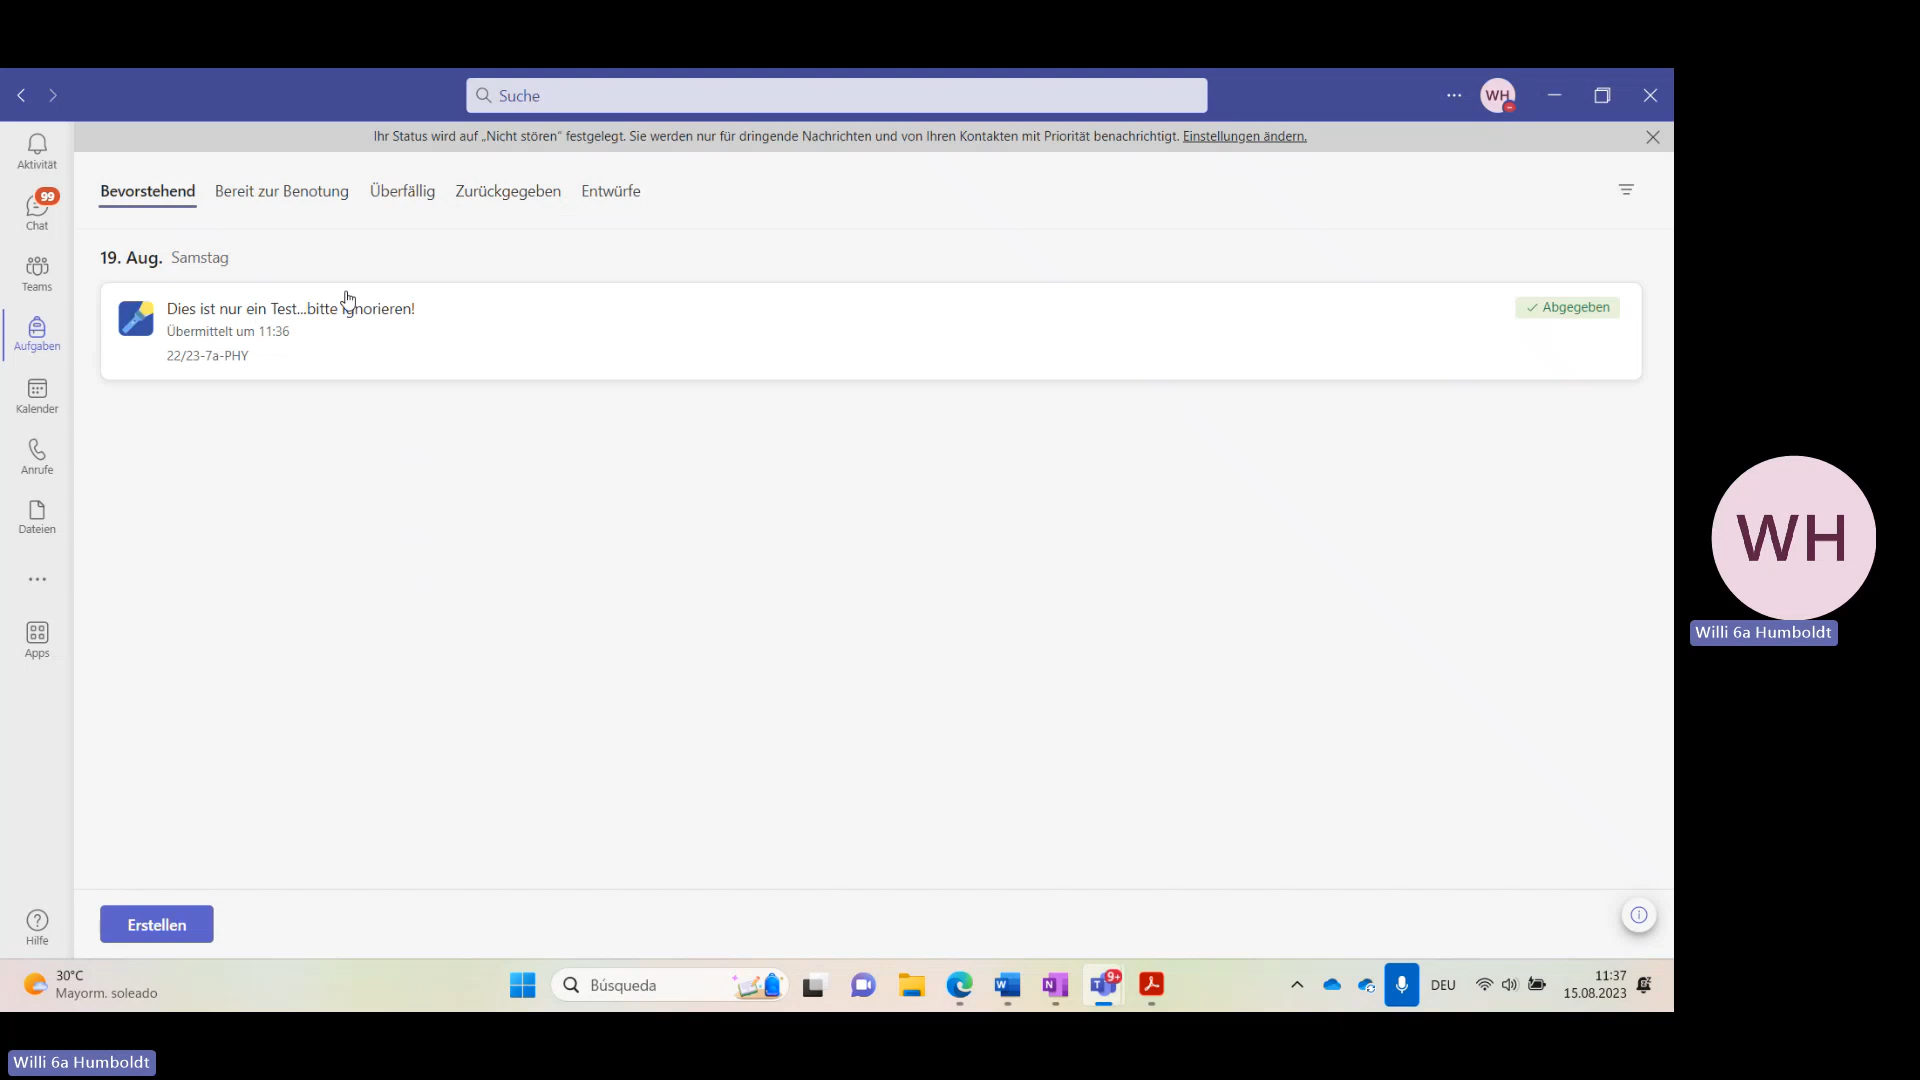 Suche
WH
Ihr Status wird auf „Nicht stören“ festgelegt. Sie werden nur für dringende Nachrichten und von Ihren Kontakten mit Priorität benachrichtigt. Einstellungen ändern.
Aktivität
99
Chat
Teams
Aufgaben
Kalender
Anrufe
Dateien
Apps
Hilfe
Bevorstehend Bereit zur Benotung Überfällig Zurückgegeben Entwürfe
19. Aug. Samstag
Dies ist nur ein Test...bitte ignorieren!
Abgegeben
Übermittelt um 11:36
22/23-7a-PHY
Erstellen
WH
Willi 6a Humboldt
30°C
Mayorm. soleado
Búsqueda
9+
DEU
11:37
15.08.2023
Willi 6a Humboldt